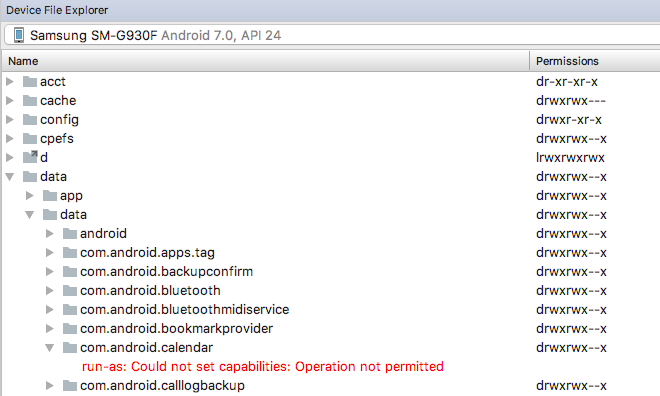 Device File Explorer
Samsung SM-G930F Android 7.0, API 24
Name Permissions
acct dr-xr-xr-x
cache drwxrwx---
config drwxr-xr-x
cpefs drwxrwx--x
d lrwxrwxrwx
data drwxrwx--x
app drwxrwx--x
data drwxrwx--x
android drwxrwx--x
com.android.apps.tag drwxrwx--x
com.android.backupconfirm drwxrwx--x
com.android.bluetooth drwxrwx--x
com.android.bluetoothmidiservice drwxrwx--x
com.android.bookmarkprovider drwxrwx--x
com.android.calendar drwxrwx--x
run-as: Could not set capabilities: Operation not permitted
com.android.calllogbackup drwxrwx--x